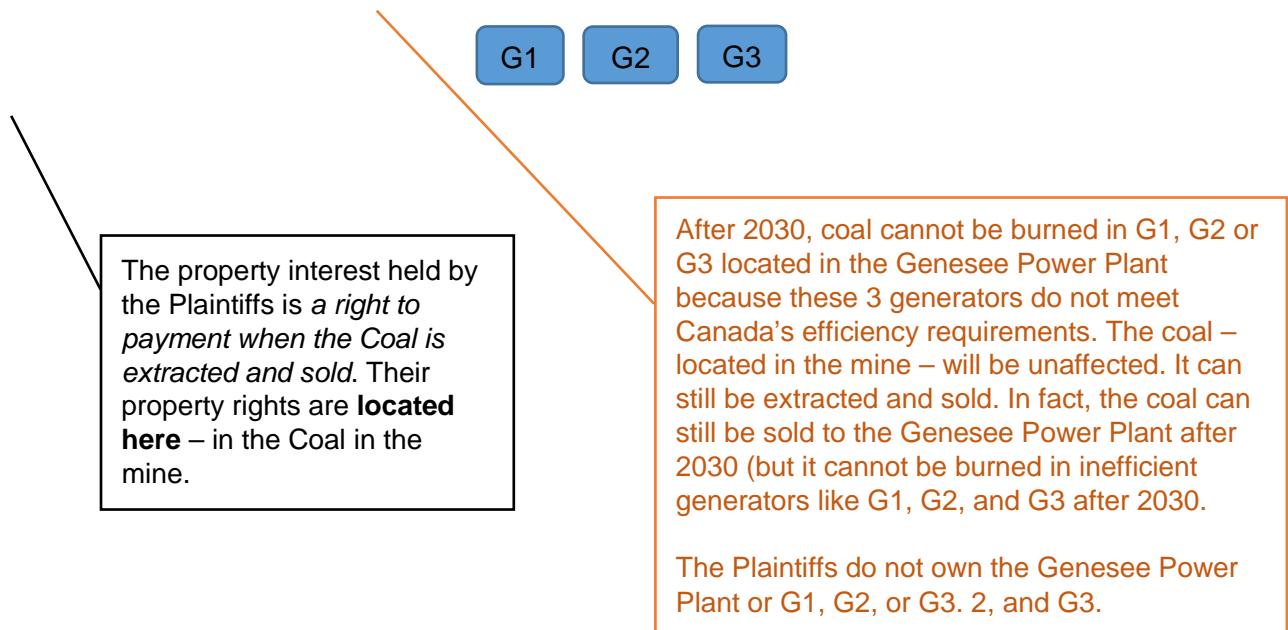 G1 G2 G3
The property interest held by
the Plaintiffs is a right to
payment when the Coal is
extracted and sold. Their
property rights are located
here – in the Coal in the
mine.
After 2030, coal cannot be burned in G1, G2 or
G3 located in the Genesee Power Plant
because these 3 generators do not meet
Canada’s efficiency requirements. The coal –
located in the mine – will be unaffected. It can
still be extracted and sold. In fact, the coal can
still be sold to the Genesee Power Plant after
2030 (but it cannot be burned in inefficient
generators like G1, G2, and G3 after 2030.
The Plaintiffs do not own the Genesee Power
Plant or G1, G2, or G3. 2, and G3.